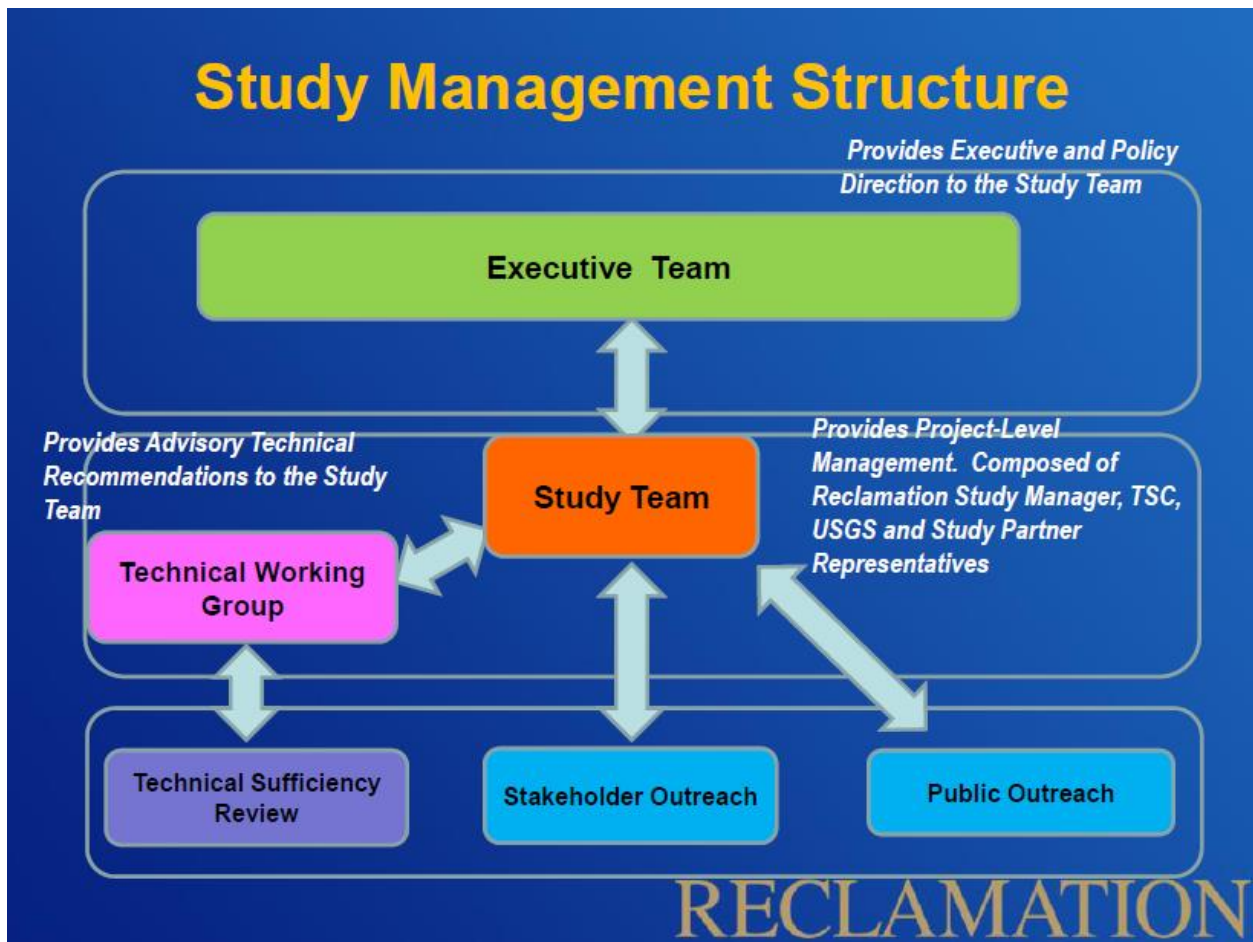 Study Management Structure
Provides Executive and Policy
Direction to the Study Team
Executive Team
Provides Advisory Technical
Recommendations to the Study
Team
Study Team
Provides Project-Level
Management. Composed of
Reclamation Study Manager, TSC,
USGS and Study Partner
Representatives
Technical Working
Group
Technical Sufficiency
Review
Stakeholder Outreach
Public Outreach
RECLAMATION